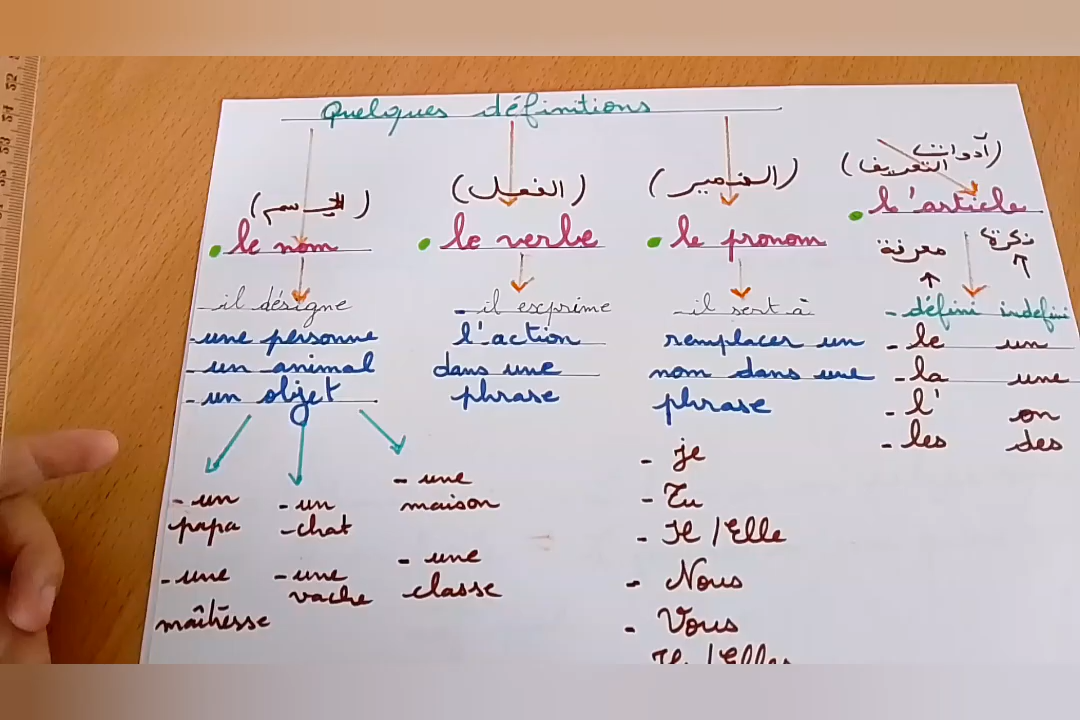 Quelques définitions
(الإسم)
• le nom
- il désigne
- une personne
- un animal
- un objet
- un papa
- une maîtresse
- un
- chat
- une vache
- une maison
- une classe
(الفعل)
• le verbe
- il exprime
l'action
dans une
phrase
(الضمير)
• le pronom
- il sert à
remplacer un
nom dans une
phrase
- je
- Tu
- Il / Elle
- Nous
- Vous
Il / Elles
(أدوات التعريف)
• l'article
معرفة نكرة
- défini indéfini
- le un
- la une
- l' on
- les des